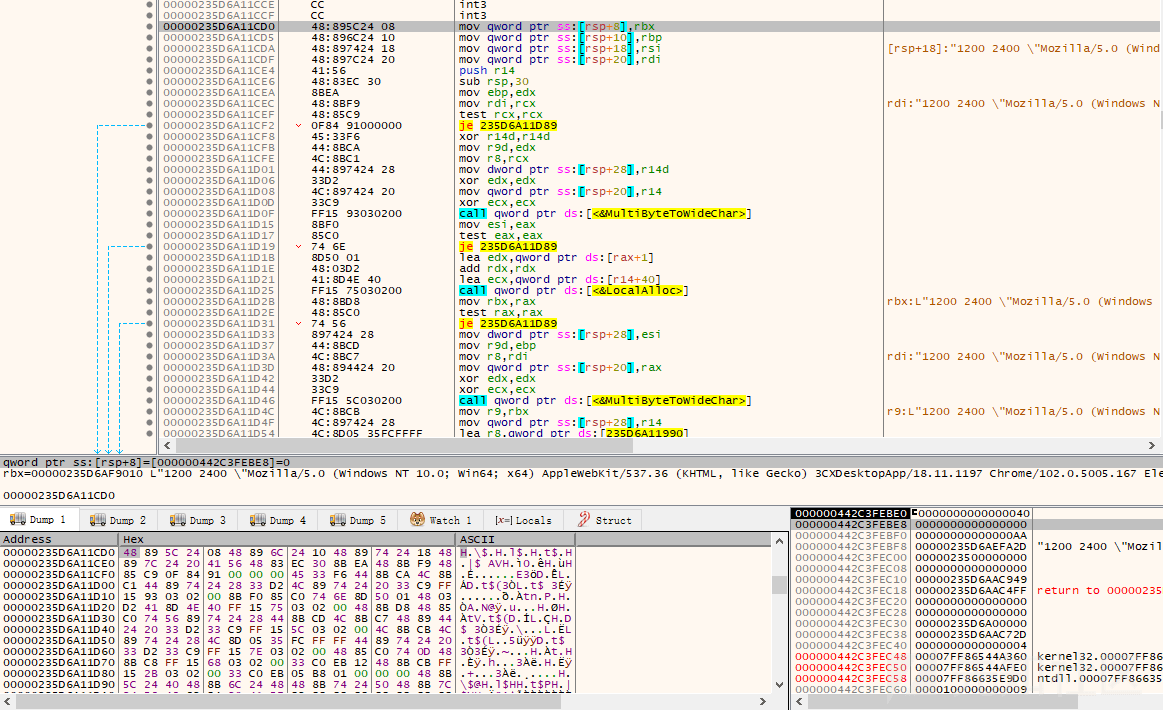 00000235D6A11CCE CC int3
00000235D6A11CCF CC int3
00000235D6A11CD0 48:895C24 08 mov qword ptr ss:[rsp+8],rbx
00000235D6A11CD5 48:896C24 10 mov qword ptr ss:[rsp+10],rbp
00000235D6A11CDA 48:897424 18 mov qword ptr ss:[rsp+18],rsi [rsp+18]:"1200 2400 \"Mozilla/5.0 (Wind
00000235D6A11CDF 48:897C24 20 mov qword ptr ss:[rsp+20],rdi
00000235D6A11CE4 41:56 push r14
00000235D6A11CE6 48:83EC 30 sub rsp,30
00000235D6A11CEA 8BEA mov ebp,edx
00000235D6A11CEC 48:8BF9 mov rdi,rcx rdi:"1200 2400 \"Mozilla/5.0 (Windows N
00000235D6A11CEF 48:85C9 test rcx,rcx
00000235D6A11CF2 0F84 91000000 je 235D6A11D89
00000235D6A11CF8 45:33F6 xor r14d,r14d
00000235D6A11CFB 44:8BCA mov r9d,edx
00000235D6A11CFE 4C:8BC1 mov r8,rcx
00000235D6A11D01 44:897424 28 mov dword ptr ss:[rsp+28],r14d
00000235D6A11D06 33D2 xor edx,edx
00000235D6A11D08 4C:897424 20 mov qword ptr ss:[rsp+20],r14
00000235D6A11D0D 33C9 xor ecx,ecx
00000235D6A11D0F FF15 93030200 call qword ptr ds:[<&MultiByteToWideChar>]
00000235D6A11D15 8BF0 mov esi,eax
00000235D6A11D17 85C0 test eax,eax
00000235D6A11D19 74 6E je 235D6A11D89
00000235D6A11D1B 8D50 01 lea edx,qword ptr ds:[rax+1]
00000235D6A11D1E 48:03D2 add rdx,rdx
00000235D6A11D21 41:8D4E 40 lea ecx,qword ptr ds:[r14+40]
00000235D6A11D25 FF15 75030200 call qword ptr ds:[<&LocalAlloc>]
00000235D6A11D2B 48:8BD8 mov rbx,rax rbx:L"1200 2400 \"Mozilla/5.0 (Windows
00000235D6A11D2E 48:85C0 test rax,rax
00000235D6A11D31 74 56 je 235D6A11D89
00000235D6A11D33 897424 28 mov dword ptr ss:[rsp+28],esi
00000235D6A11D37 44:8BCD mov r9d,ebp
00000235D6A11D3A 4C:8BC7 mov r8,rdi rdi:"1200 2400 \"Mozilla/5.0 (Windows N
00000235D6A11D3D 48:894424 20 mov qword ptr ss:[rsp+20],rax
00000235D6A11D42 33D2 xor edx,edx
00000235D6A11D44 33C9 xor ecx,ecx
00000235D6A11D46 FF15 5C030200 call qword ptr ds:[<&MultiByteToWideChar>]
00000235D6A11D4C 4C:8BCB mov r9,rbx r9:L"1200 2400 \"Mozilla/5.0 (Windows N
00000235D6A11D4F 4C:897424 28 mov qword ptr ss:[rsp+28],r14
00000235D6A11D54 4C:8D05 35FCFFFF lea r8,qword ptr ds:[235D6A11990]
qword ptr ss:[rsp+8]=[000000442C3FEBE8]=0
rbx=00000235D6AF9010 L"1200 2400 \"Mozilla/5.0 (Windows NT 10.0; Win64; x64) AppleWebKit/537.36 (KHTML, like Gecko) 3CXDesktopApp/18.11.1197 Chrome/102.0.5005.167 Ele
00000235D6A11CD0
Dump 1 Dump 2 Dump 3 Dump 4 Dump 5 Watch 1 [x=] Locals Struct
Address Hex ASCII
00000235D6A11CD0 48 89 5C 24 08 48 89 6C 24 10 48 89 74 24 18 48 H.\$.H.l$.H.t$.H
00000235D6A11CE0 89 7C 24 20 41 56 48 83 EC 30 8B EA 48 8B F9 48 .|$ AVH.ì0.êH.ùH
00000235D6A11CF0 85 C9 0F 84 91 00 00 00 45 33 F6 44 8B CA 4C 8B .É......E3öD.ÊL.
00000235D6A11D00 C1 44 89 74 24 28 33 D2 4C 89 74 24 20 33 C9 FF ÁD.t$(3ÒL.t$ 3Éÿ
00000235D6A11D10 15 93 03 02 00 8B F0 85 C0 74 6E 8D 50 01 48 03 ......ð.Àtn.P.H.
00000235D6A11D20 D2 41 8D 4E 40 FF 15 75 03 02 00 48 8B D8 48 85 ÒA.N@ÿ.u...H.ØH.
00000235D6A11D30 C0 74 56 89 74 24 28 44 8B CD 4C 8B C7 48 89 44 ÀtV.t$(D.ÍL.ÇH.D
00000235D6A11D40 24 20 33 D2 33 C9 FF 15 5C 03 02 00 4C 8B CB 4C $ 3Ò3Éÿ.\...L.ËL
00000235D6A11D50 89 74 24 28 4C 8D 05 35 FC FF FF 44 89 74 24 20 .t$(L..5üÿÿD.t$
00000235D6A11D60 33 D2 33 C9 FF 15 7E 03 02 00 48 85 C0 74 0D 48 3Ò3Éÿ.~...H.Àt.H
00000235D6A11D70 8B C8 FF 15 68 03 02 00 33 C0 EB 12 48 8B CB FF .Èÿ.h...3Àë.H.Ëÿ
00000235D6A11D80 15 2B 03 02 00 33 C0 EB 05 B8 01 00 00 00 48 8B .+...3Àë.¸....H.
00000235D6A11D90 5C 24 40 48 8B 6C 24 48 48 8B 74 24 50 48 8B 7C \$@H.l$HH.t$PH.|
000000442C3FEBE0 0000000000000040
000000442C3FEBE8 0000000000000000
000000442C3FEBF0 00000000000000AA
000000442C3FEBF8 00000235D6AEFA2D "1200 2400 \"Mozil
000000442C3FEC00 0000023500000000
000000442C3FEC08 0000000000000000
000000442C3FEC10 00000235D6AAC949
000000442C3FEC18 00000235D6AAC4FF return to 00000235
000000442C3FEC20 0000000000000000
000000442C3FEC28 0000000000000000
000000442C3FEC30 00000235D6A00000
000000442C3FEC38 00000235D6AAC72D
000000442C3FEC40 0000000000000004
000000442C3FEC48 00007FF86544A360 kernel32.00007FF86
000000442C3FEC50 00007FF86544AFE0 kernel32.00007FF86
000000442C3FEC58 00007FF86635E9D0 ntdll.00007FF86635
000000442C3FEC60 0000100000000009